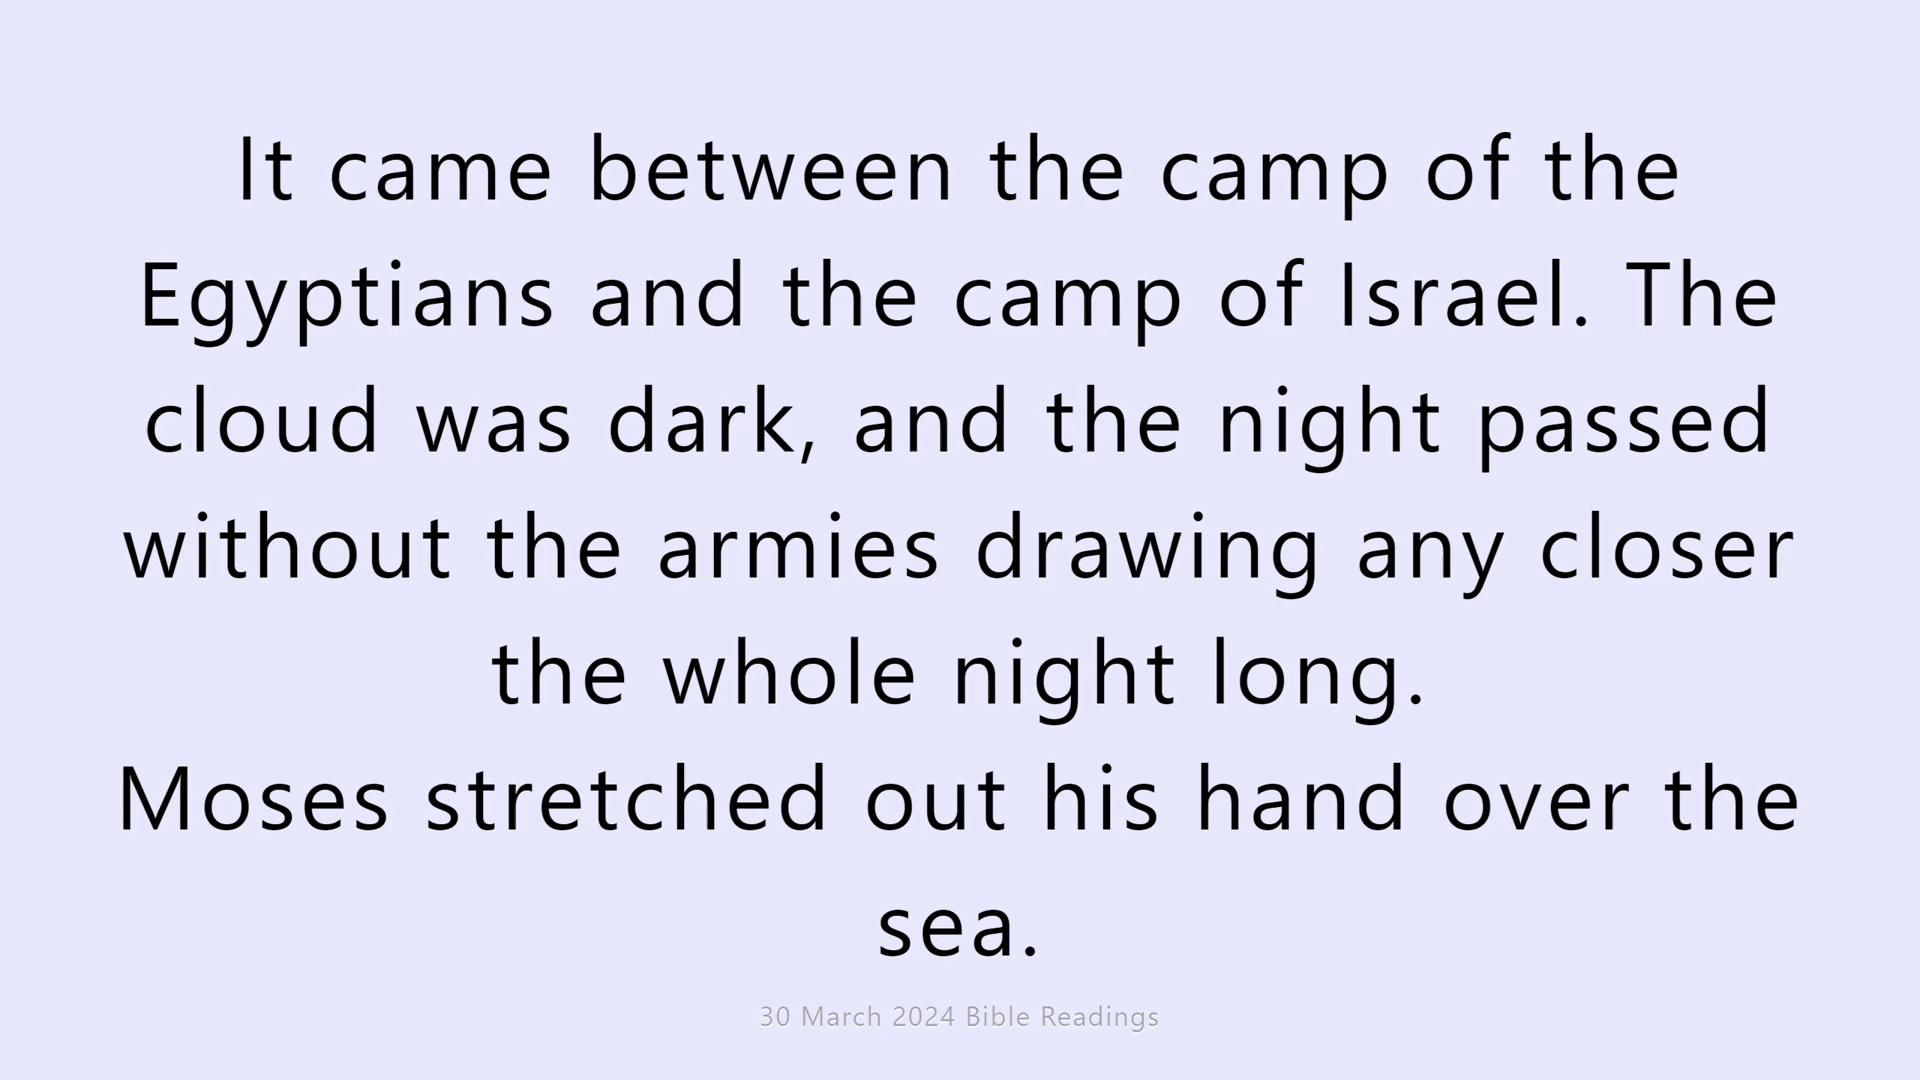 It came between the camp of the
Egyptians and the camp of Israel. The
cloud was dark, and the night passed
without the armies drawing any closer
the whole night long.
Moses stretched out his hand over the
sea.
30 March 2024 Bible Readings